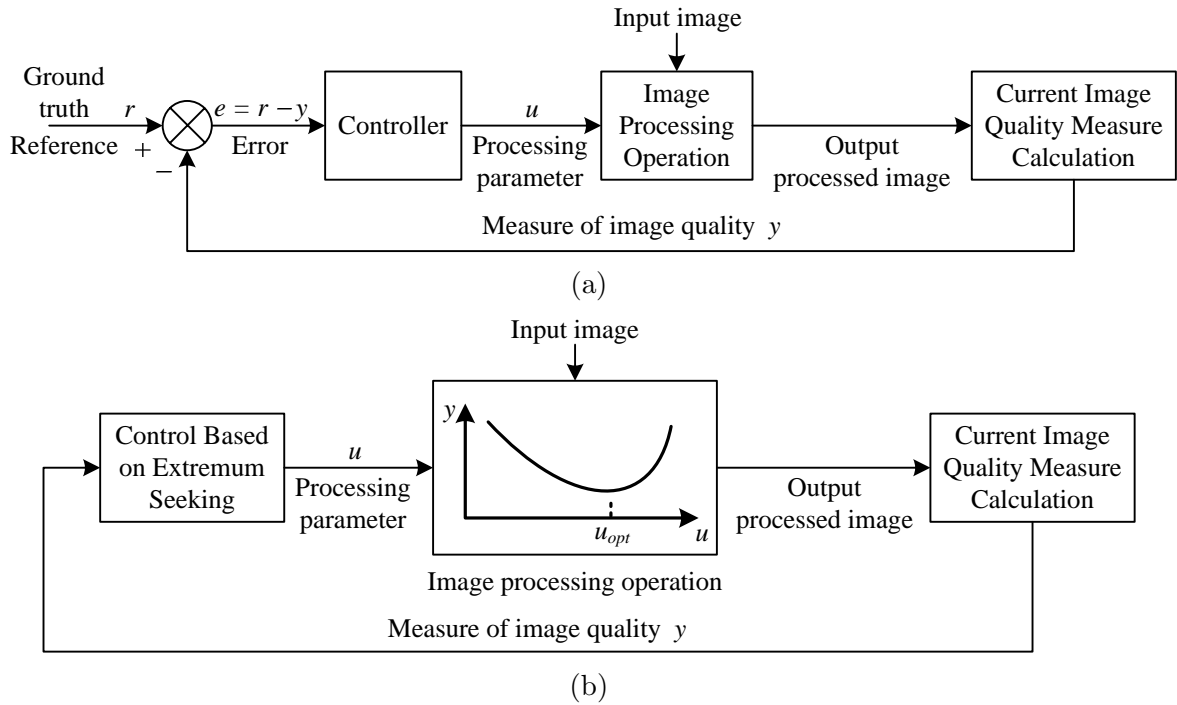 Input image
Ground
truth
r
Reference
+
−
e = r − y
Error
Controller
u
Processing
parameter
Image
Processing
Operation
Output
processed image
Current Image
Quality Measure
Calculation
Measure of image quality y
(a)
Input image
Control Based
on Extremum
Seeking
u
Processing
parameter
y
u_opt
u
Image processing operation
Output
processed image
Current Image
Quality Measure
Calculation
Measure of image quality y
(b)